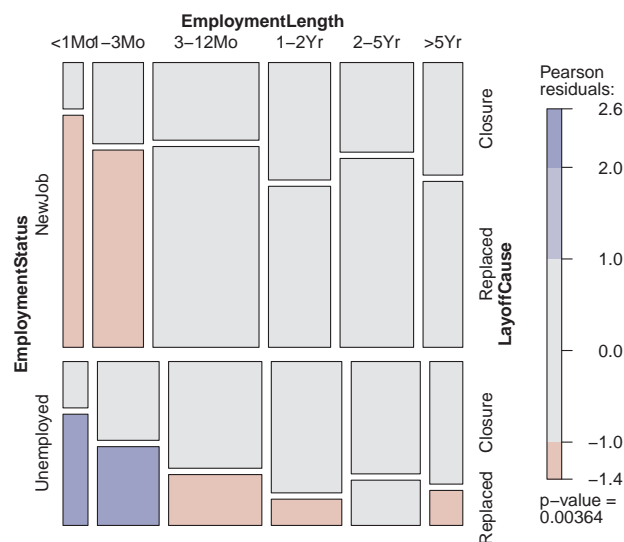 EmploymentLength
<1Mo 1−3Mo 3−12Mo 1−2Yr 2−5Yr >5Yr
EmploymentStatus
NewJob
Unemployed
Closure
Replaced
Closure
Replaced
LayoffCause
Pearson
residuals:
2.6
2.0
1.0
0.0
−1.0
−1.4
p−value =
0.00364